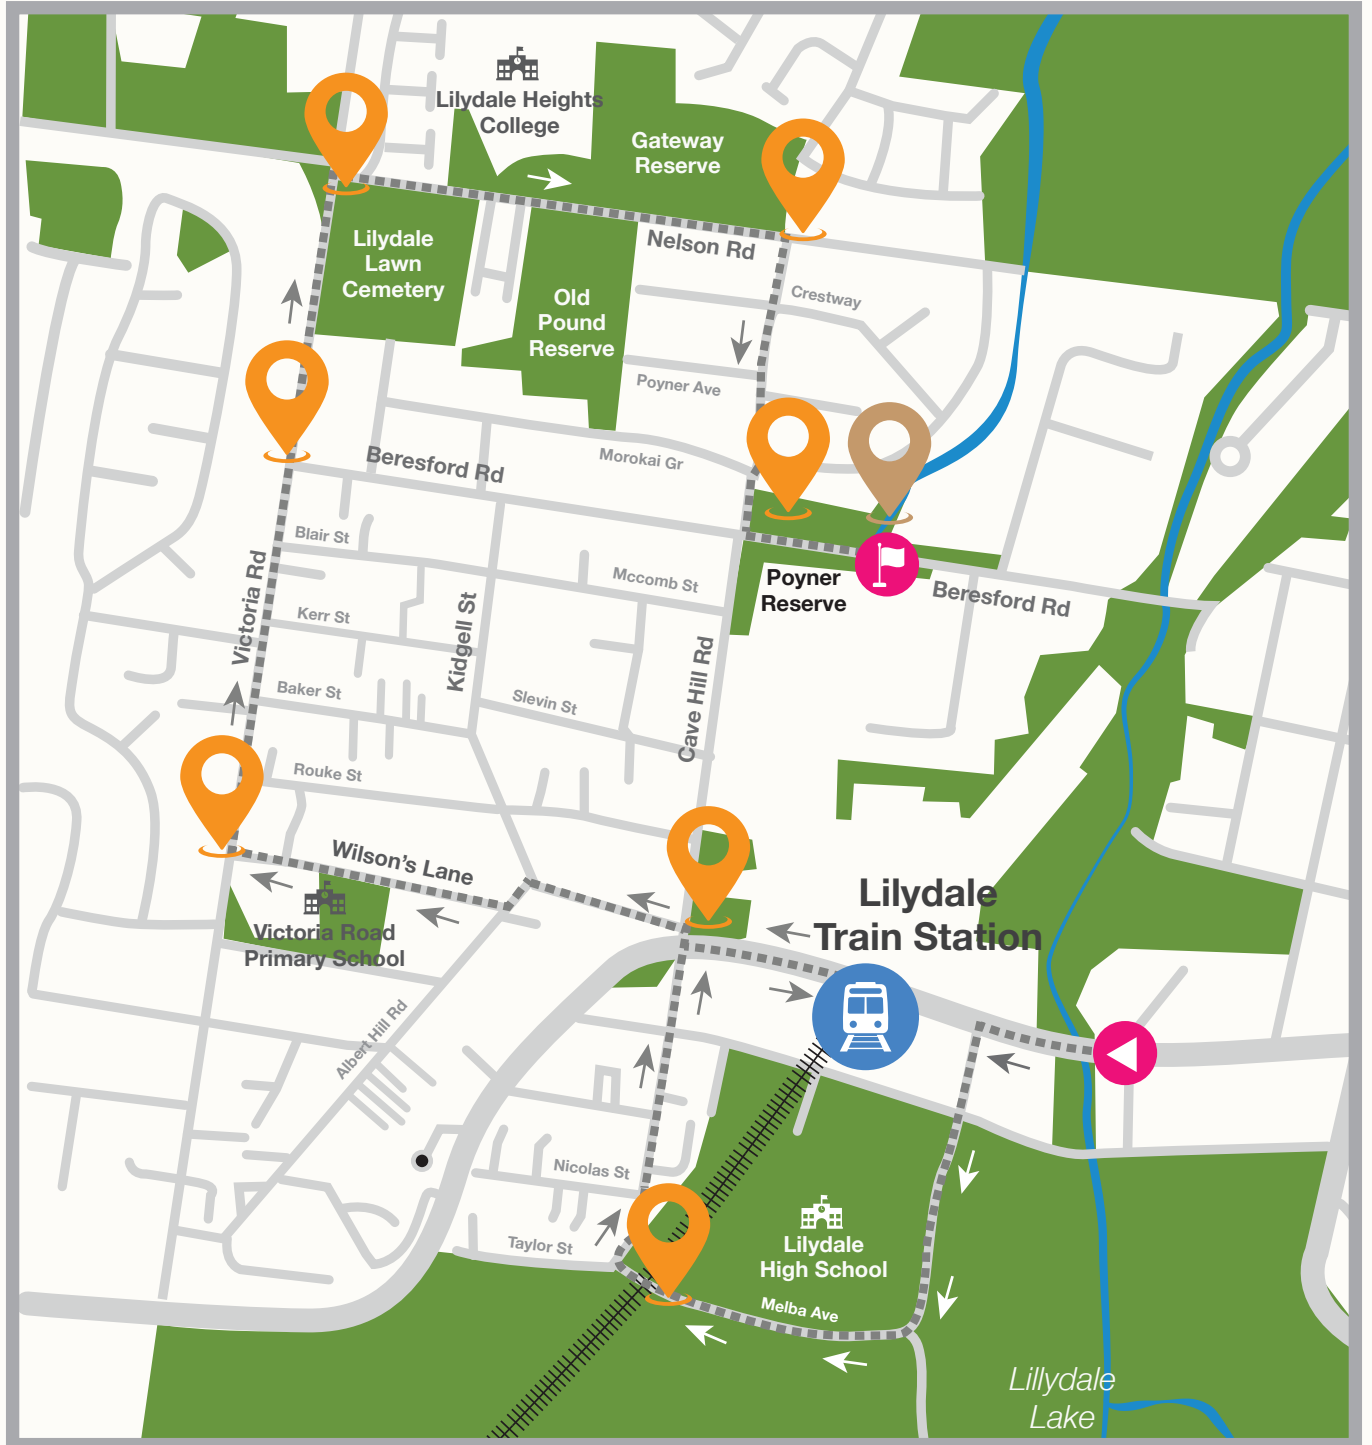 Lilydale Heights
College
Gateway
Reserve
Lilydale
Lawn
Cemetery
Nelson Rd
Old
Pound
Reserve
Crestway
Poyner Ave
Morokai Gr
Beresford Rd
Blair St
Mccomb St
Poyner
Reserve
Beresford Rd
Victoria Rd
Kerr St
Kidgell St
Baker St
Slevin St
Cave Hill Rd
Rouke St
Wilson's Lane
Lilydale
Train Station
Victoria Road
Primary School
Albert Hill Rd
Nicolas St
Taylor St
Lilydale
High School
Melba Ave
Lillydale
Lake